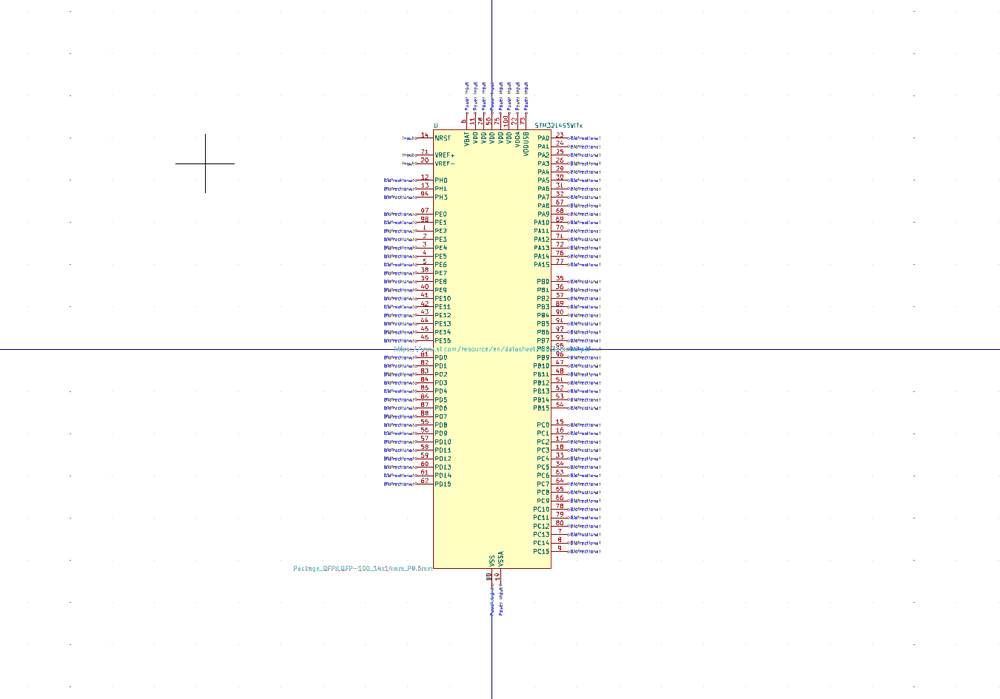 Power Input Power Input Power Input Power Input Power Input Power Input Power Input Power Input
6 11 28 50 75 100 22 73
U STM32L4S5VITx
VBAT VDD VDD VDD VDD VDD VDDA VDDUSB
Input 14 NRST PA0 23 Bidirectional
PA1 24 Bidirectional
Input 21 VREF+ PA2 25 Bidirectional
Input 20 VREF- PA3 26 Bidirectional
PA4 29 Bidirectional
Bidirectional 12 PH0 PA5 30 Bidirectional
Bidirectional 13 PH1 PA6 31 Bidirectional
Bidirectional 94 PH3 PA7 32 Bidirectional
PA8 67 Bidirectional
Bidirectional 97 PE0 PA9 68 Bidirectional
Bidirectional 98 PE1 PA10 69 Bidirectional
Bidirectional 1 PE2 PA11 70 Bidirectional
Bidirectional 2 PE3 PA12 71 Bidirectional
Bidirectional 3 PE4 PA13 72 Bidirectional
Bidirectional 4 PE5 PA14 76 Bidirectional
Bidirectional 5 PE6 PA15 77 Bidirectional
Bidirectional 38 PE7
Bidirectional 39 PE8 PB0 35 Bidirectional
Bidirectional 40 PE9 PB1 36 Bidirectional
Bidirectional 41 PE10 PB2 37 Bidirectional
Bidirectional 42 PE11 PB3 89 Bidirectional
Bidirectional 43 PE12 PB4 90 Bidirectional
Bidirectional 44 PE13 PB5 91 Bidirectional
Bidirectional 45 PE14 PB6 92 Bidirectional
Bidirectional 46 PE15 PB7 93 Bidirectional
PB8 95
Bidirectional 81 PD0 PB9 96 Bidirectional
Bidirectional 82 PD1 PB10 47 Bidirectional
Bidirectional 83 PD2 PB11 48 Bidirectional
Bidirectional 84 PD3 PB12 51 Bidirectional
Bidirectional 85 PD4 PB13 52 Bidirectional
Bidirectional 86 PD5 PB14 53 Bidirectional
Bidirectional 87 PD6 PB15 54 Bidirectional
Bidirectional 88 PD7
Bidirectional 55 PD8 PC0 15 Bidirectional
Bidirectional 56 PD9 PC1 16 Bidirectional
Bidirectional 57 PD10 PC2 17 Bidirectional
Bidirectional 58 PD11 PC3 18 Bidirectional
Bidirectional 59 PD12 PC4 33 Bidirectional
Bidirectional 60 PD13 PC5 34 Bidirectional
Bidirectional 61 PD14 PC6 63 Bidirectional
Bidirectional 62 PD15 PC7 64 Bidirectional
PC8 65 Bidirectional
PC9 66 Bidirectional
PC10 78 Bidirectional
PC11 79 Bidirectional
PC12 80 Bidirectional
PC13 7 Bidirectional
PC14 8 Bidirectional
PC15 9 Bidirectional
VSS VSSA
Package_QFP:LQFP-100_14x14mm_P0.5mm
19
Power Input